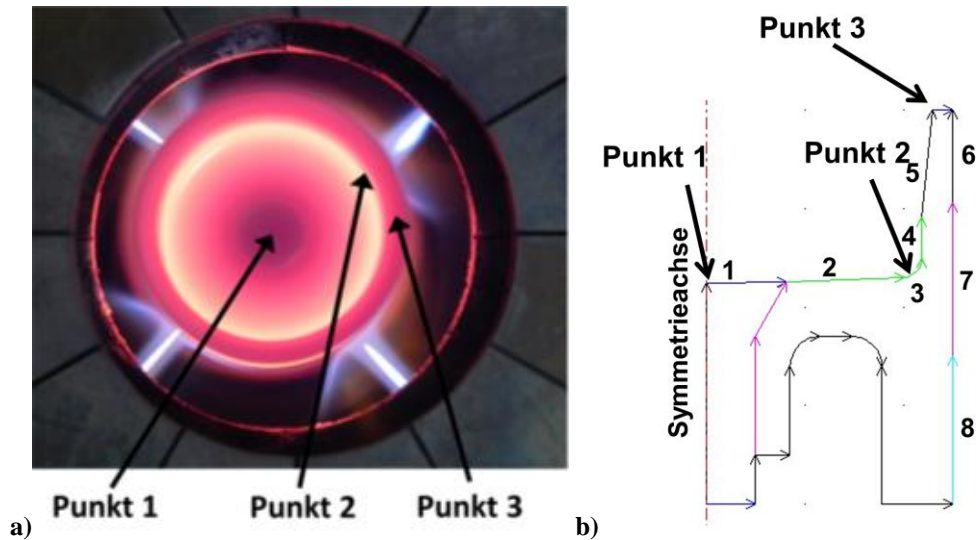 Punkt 1
Punkt 2
Punkt 3
a)
Punkt 3
Punkt 1
Punkt 2
Symmetrieachse
1
2
3
4
5
6
7
8
b)